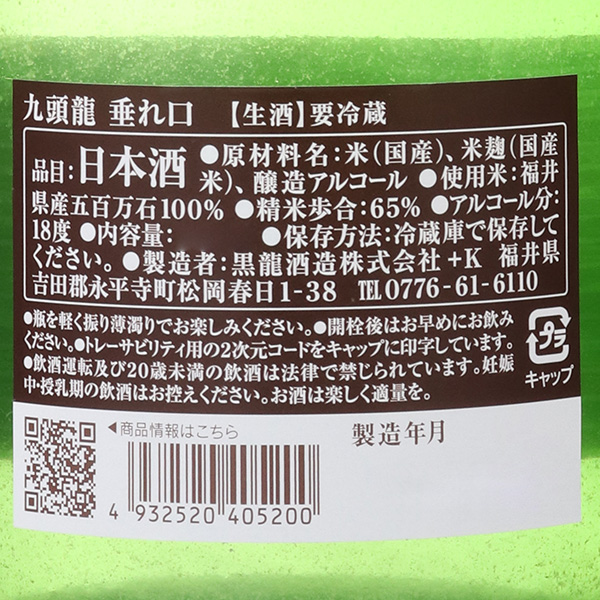 九頭龍 垂れ口 【生酒】要冷蔵
品目:日本酒 ●原材料名:米(国産)、米麹(国産米)、醸造アルコール ●使用米:福井
県産五百万石100% ●精米歩合:65% ●アルコール分:
18度 ●内容量: ●保存方法:冷蔵庫で保存して
ください。 ●製造者:黒龍酒造株式会社 +K 福井県
吉田郡永平寺町松岡春日1-38 TEL0776-61-6110
●瓶を軽く振り薄濁りでお楽しみください。●開栓後はお早めにお飲み
ください。●トレーサビリティ用の2次元コードをキャップに印字しています。
●飲酒運転及び20歳未満の飲酒は法律で禁じられています。妊娠
中・授乳期の飲酒はお控えください。お酒は楽しく適量を。
プラ
キャップ
◀商品情報はこちら
製造年月
4 932520 405200